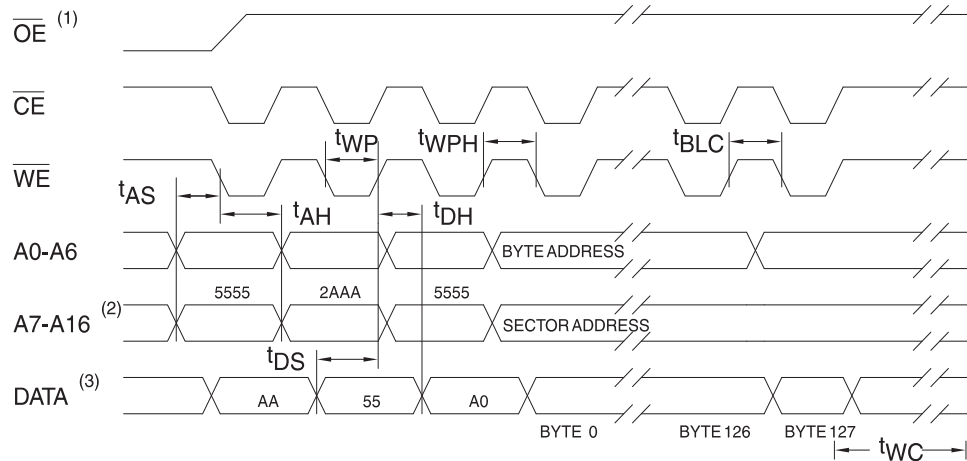 OE (1)
CE
tWP tWPH tBLC
WE
tAS tAH tDH
A0-A6 BYTE ADDRESS
5555 2AAA 5555
A7-A16 (2) SECTOR ADDRESS
tDS
DATA (3) AA 55 A0
BYTE 0 BYTE 126 BYTE 127 tWC